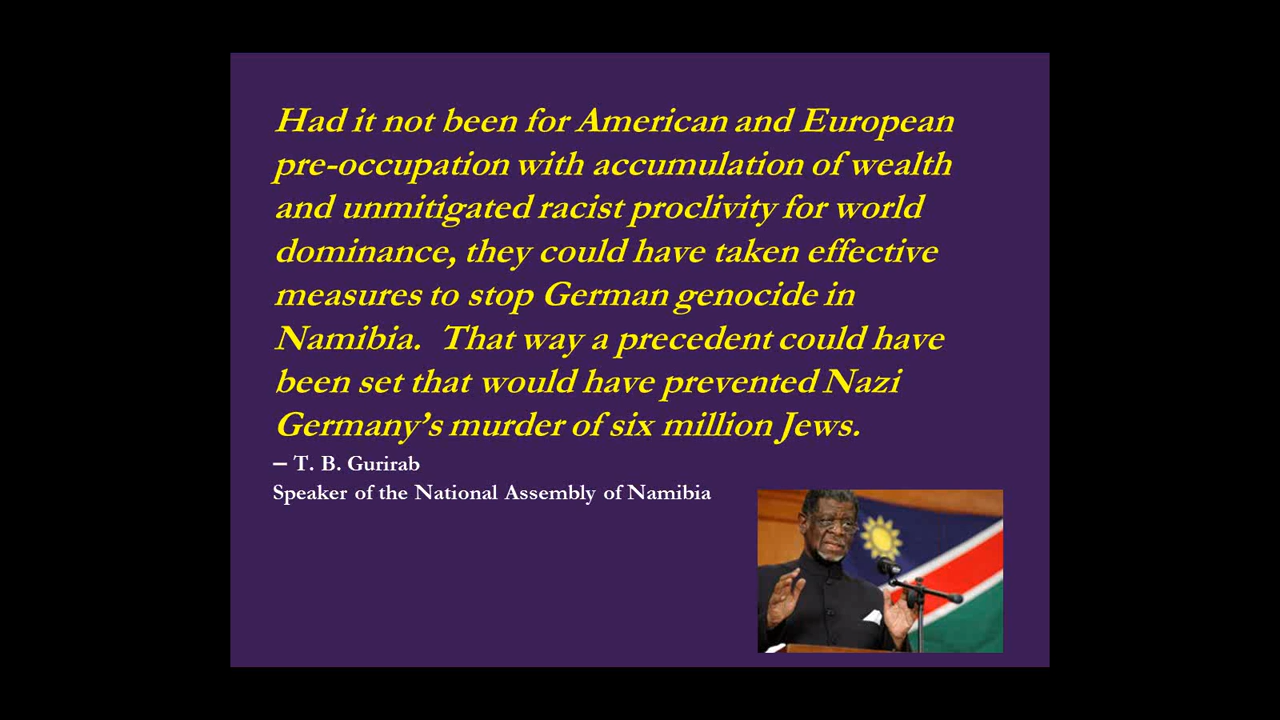 Had it not been for American and European
pre-occupation with accumulation of wealth
and unmitigated racist proclivity for world
dominance, they could have taken effective
measures to stop German genocide in
Namibia.  That way a precedent could have
been set that would have prevented Nazi
Germany’s murder of six million Jews.
– T. B. Gurirab
Speaker of the National Assembly of Namibia